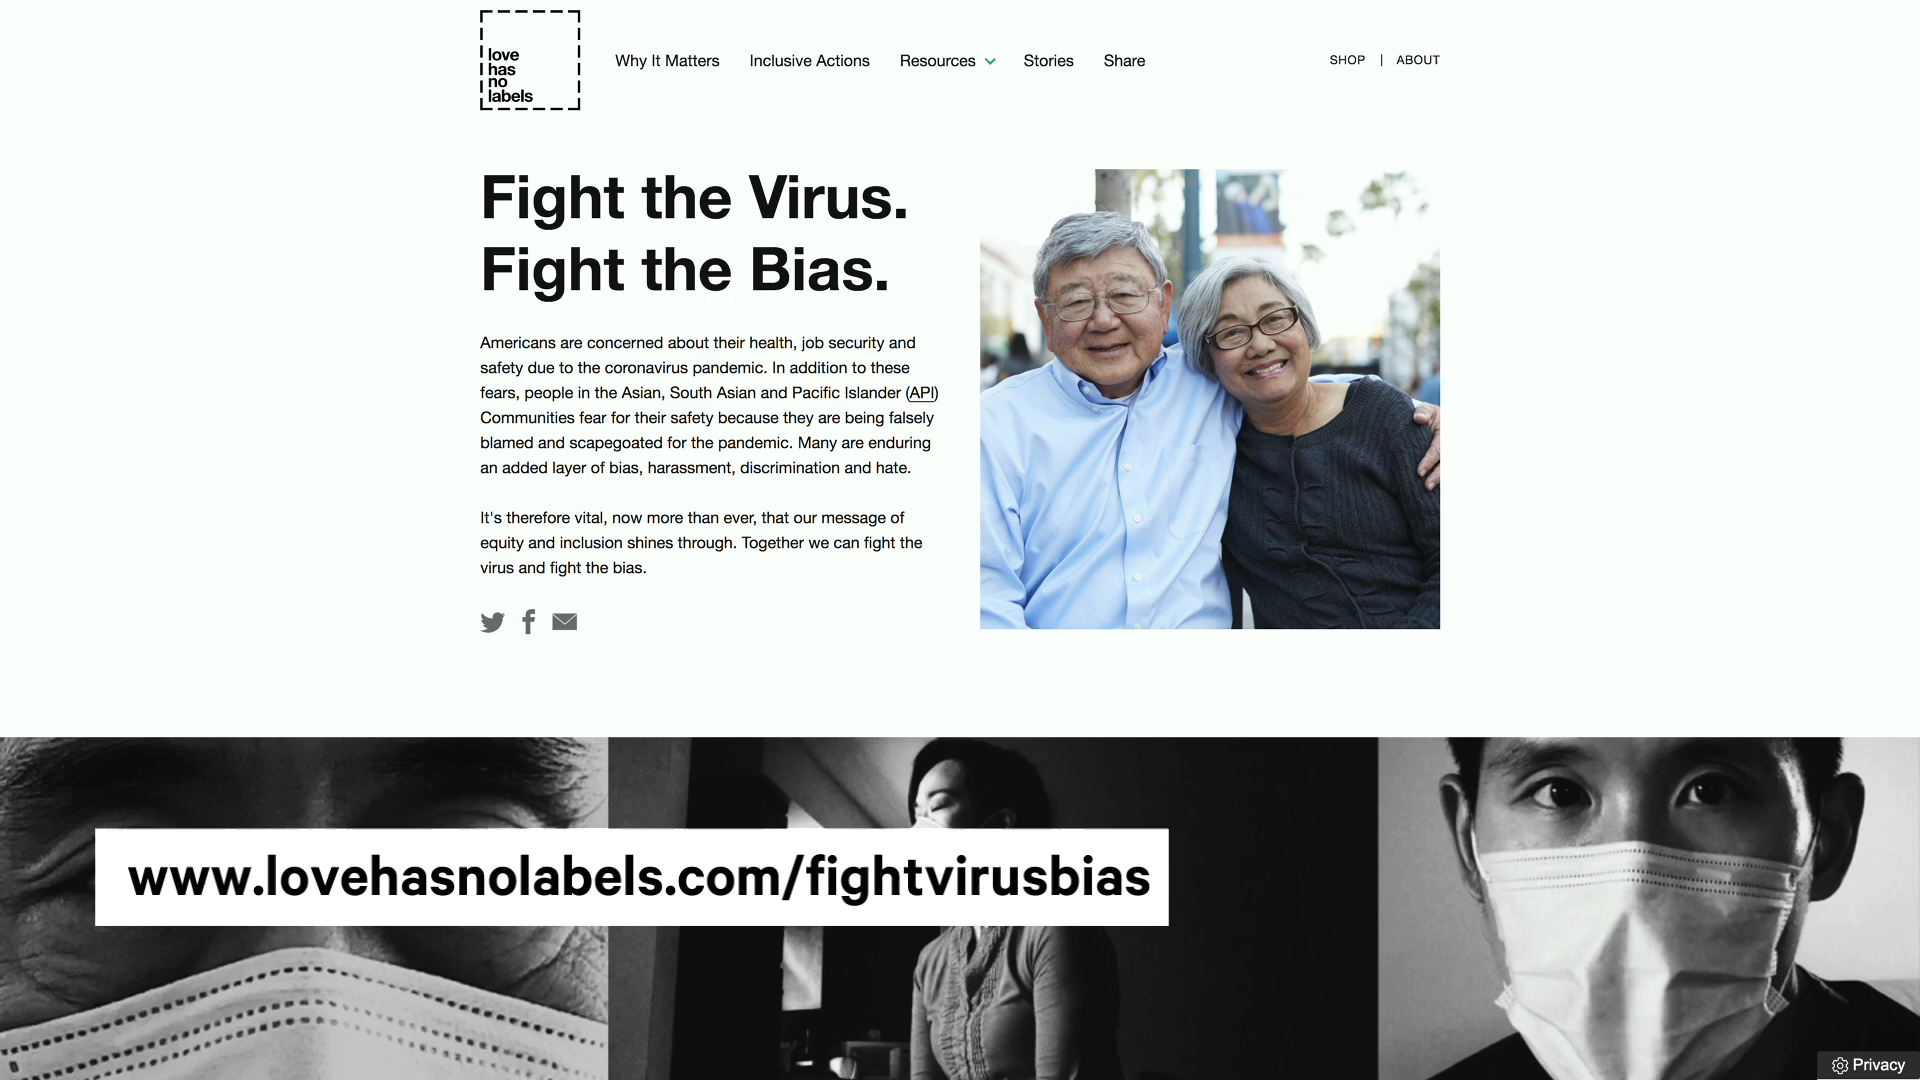 love
has
no
labels
Why It Matters
Inclusive Actions
Resources
Stories
Share
SHOP | ABOUT
Fight the Virus.
Fight the Bias.
Americans are concerned about their health, job security and
safety due to the coronavirus pandemic. In addition to these
fears, people in the Asian, South Asian and Pacific Islander (API)
Communities fear for their safety because they are being falsely
blamed and scapegoated for the pandemic. Many are enduring
an added layer of bias, harassment, discrimination and hate.
It's therefore vital, now more than ever, that our message of
equity and inclusion shines through. Together we can fight the
virus and fight the bias.
www.lovehasnolabels.com/fightvirusbias
Privacy